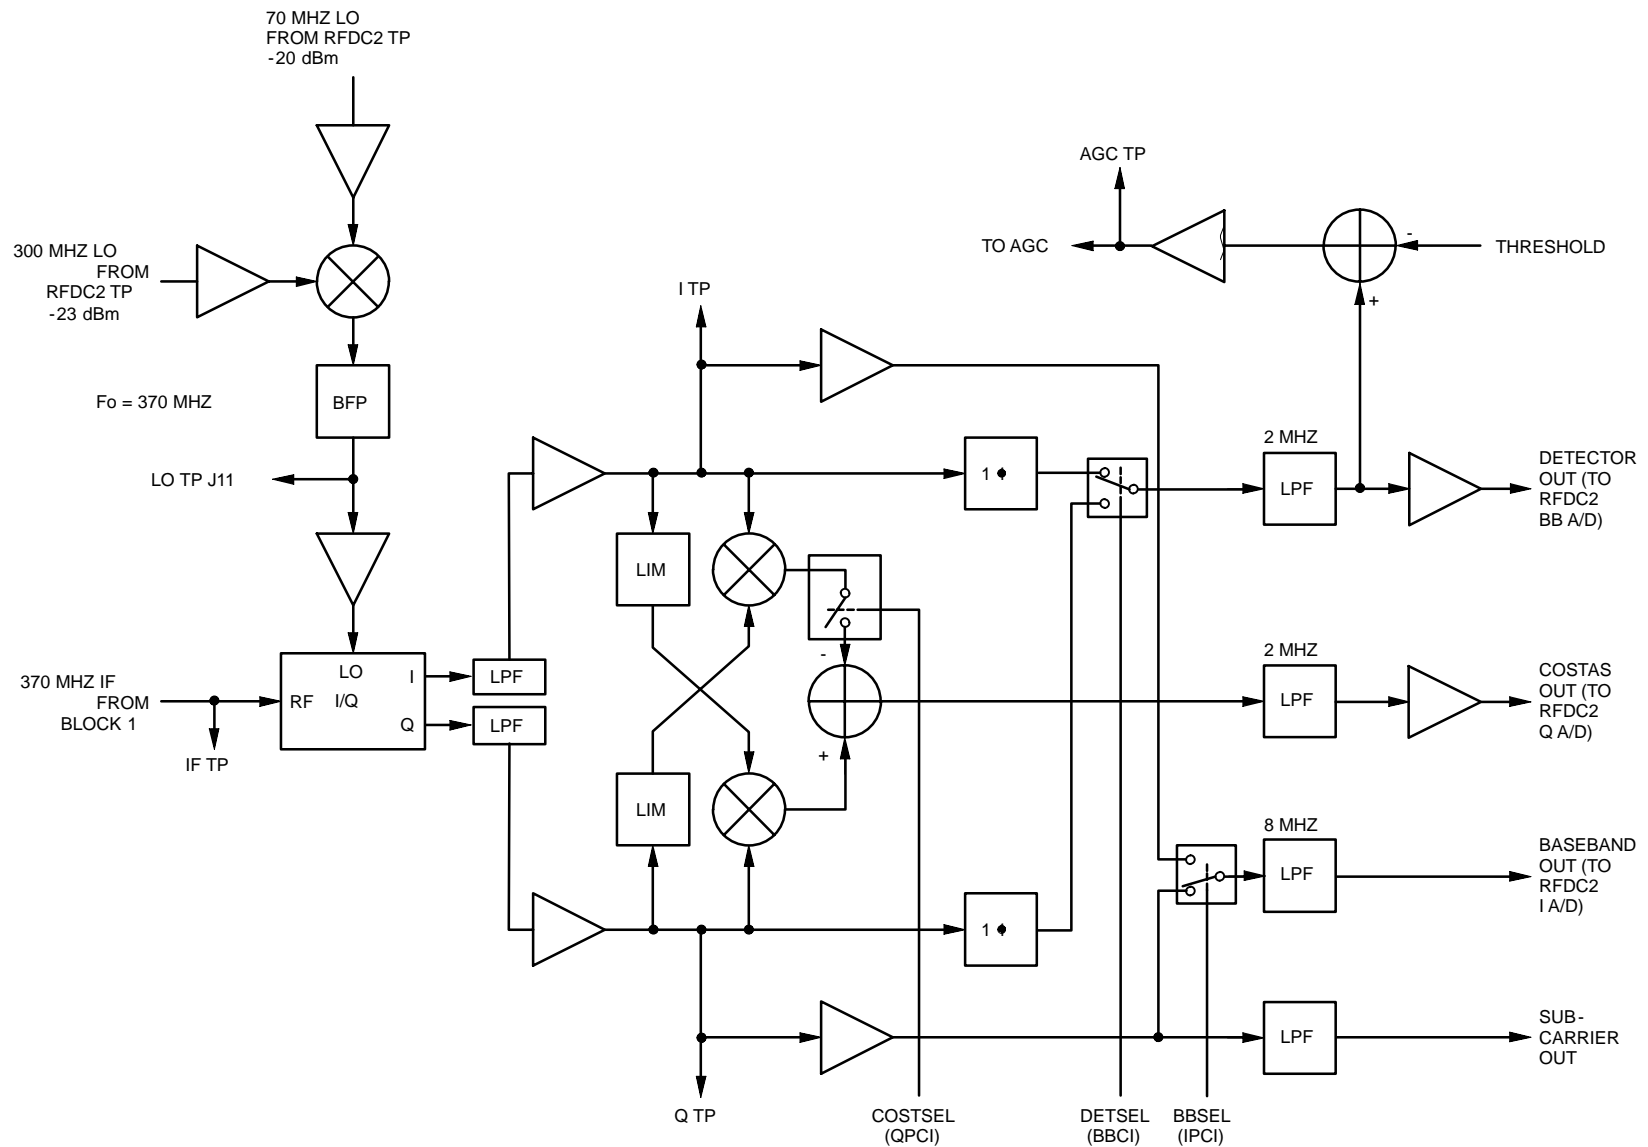 70 MHZ LO
FROM RFDC2 TP
-20 dBm
AGC TP
TO AGC
-
THRESHOLD
+
300 MHZ LO
FROM
RFDC2 TP
-23 dBm
I TP
Fo = 370 MHZ
BFP
LO TP J11
1
2 MHZ
LPF
DETECTOR
OUT (TO
RFDC2
BB A/D)
LIM
370 MHZ IF
FROM
BLOCK 1
LO
RF
I/Q
I
Q
LPF
LPF
IF TP
-
+
2 MHZ
LPF
COSTAS
OUT (TO
RFDC2
Q A/D)
LIM
8 MHZ
LPF
BASEBAND
OUT (TO
RFDC2
I A/D)
1
LPF
SUB-
CARRIER
OUT
Q TP
COSTSEL
(QPCI)
DETSEL
(BBCI)
BBSEL
(IPCI)